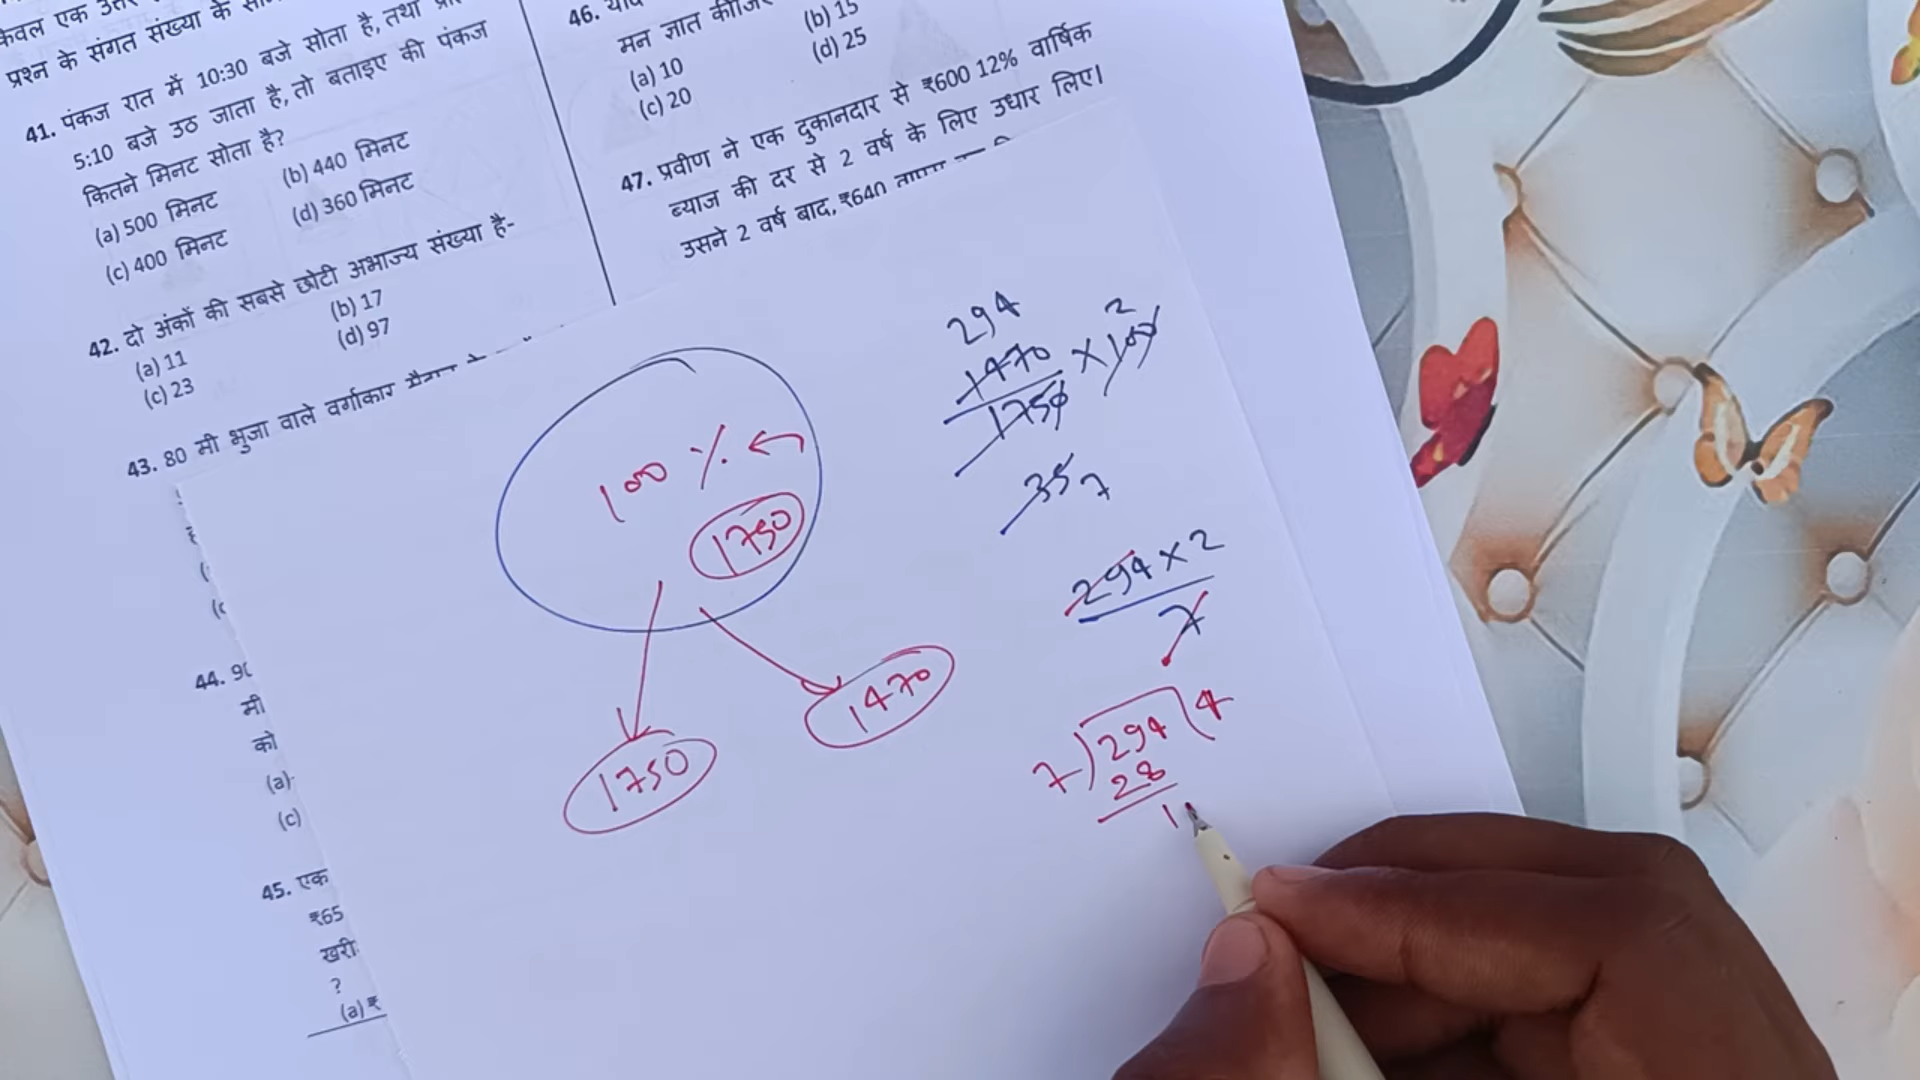 केवल एक उत्तर
प्रश्न के संगत संख्या के
41. पंकज रात में 10:30 बजे सोता है, तथा
5:10 बजे उठ जाता है, तो बताइए की पंकज
कितने मिनट सोता है?
(a) 500 मिनट (b) 440 मिनट
(c) 400 मिनट (d) 360 मिनट
42. दो अंकों की सबसे छोटी अभाज्य संख्या है-
(a) 11 (b) 17
(c) 23 (d) 97
43. 80 मी भुजा वाले वर्गाकार
44.
मी
को
(a)
(c)
45. एक
₹65
खरी
?
(a) ₹
46.
मन ज्ञात कीजिए
(a) 10 (b) 15
(c) 20 (d) 25
47. प्रवीण ने एक दुकानदार से ₹600 12% वार्षिक
ब्याज की दर से 2 वर्ष के लिए उधार लिए।
उसने 2 वर्ष बाद, ₹640
100 %
1750
1750
1470
294 2
1470 × 100
1750
35 7
294 × 2
7
7) 294 ( 4
28
1